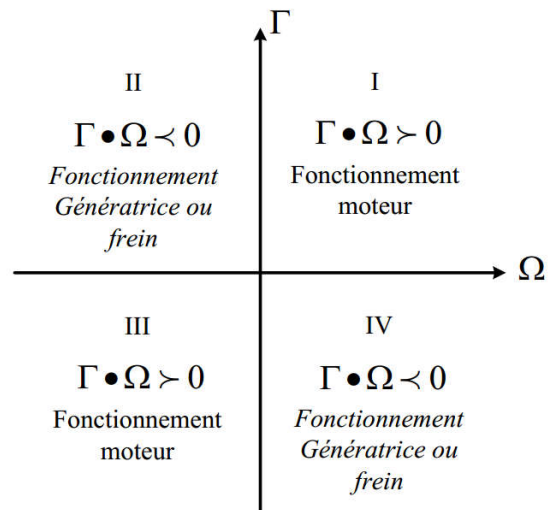 Γ
II
Γ•Ω≺0
Fonctionnement
Génératrice ou
frein
I
Γ•Ω≻0
Fonctionnement
moteur
Ω
III
Γ•Ω≻0
Fonctionnement
moteur
IV
Γ•Ω≺0
Fonctionnement
Génératrice ou
frein